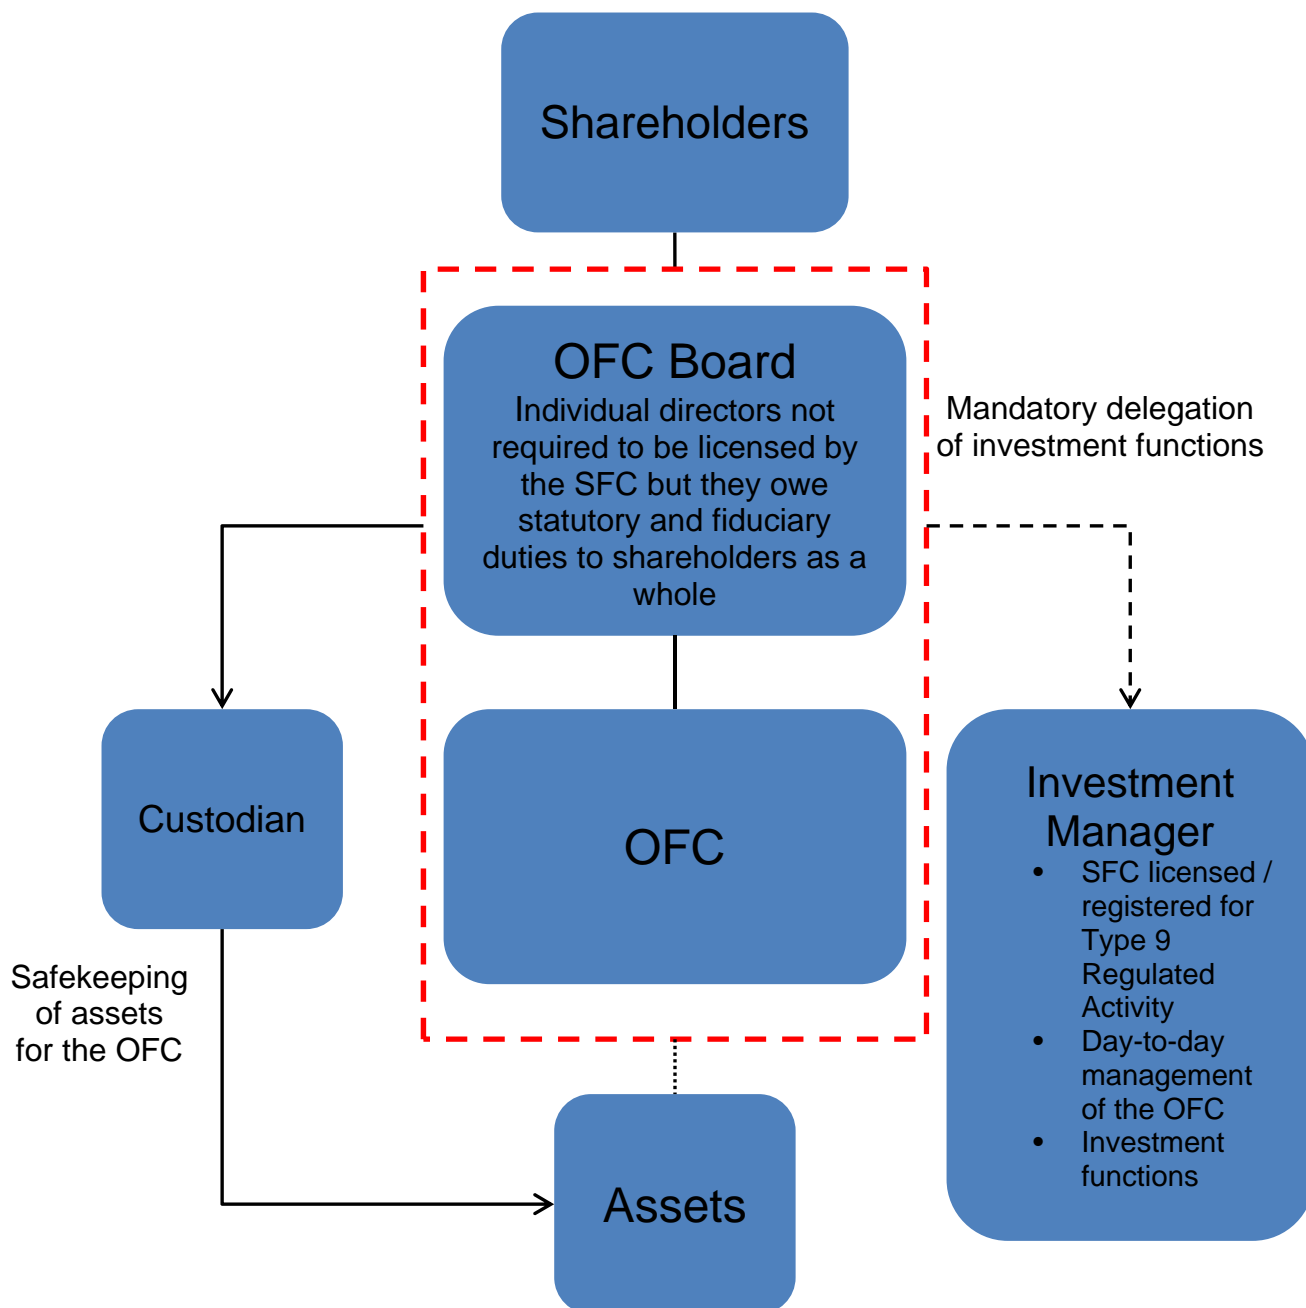 Shareholders
OFC Board
Individual directors not
required to be licensed by
the SFC but they owe
statutory and fiduciary
duties to shareholders as a
whole
Mandatory delegation
of investment functions
Custodian
OFC
Investment
Manager
• SFC licensed /
registered for
Type 9
Regulated
Activity
• Day-to-day
management
of the OFC
• Investment
functions
Safekeeping
of assets
for the OFC
Assets